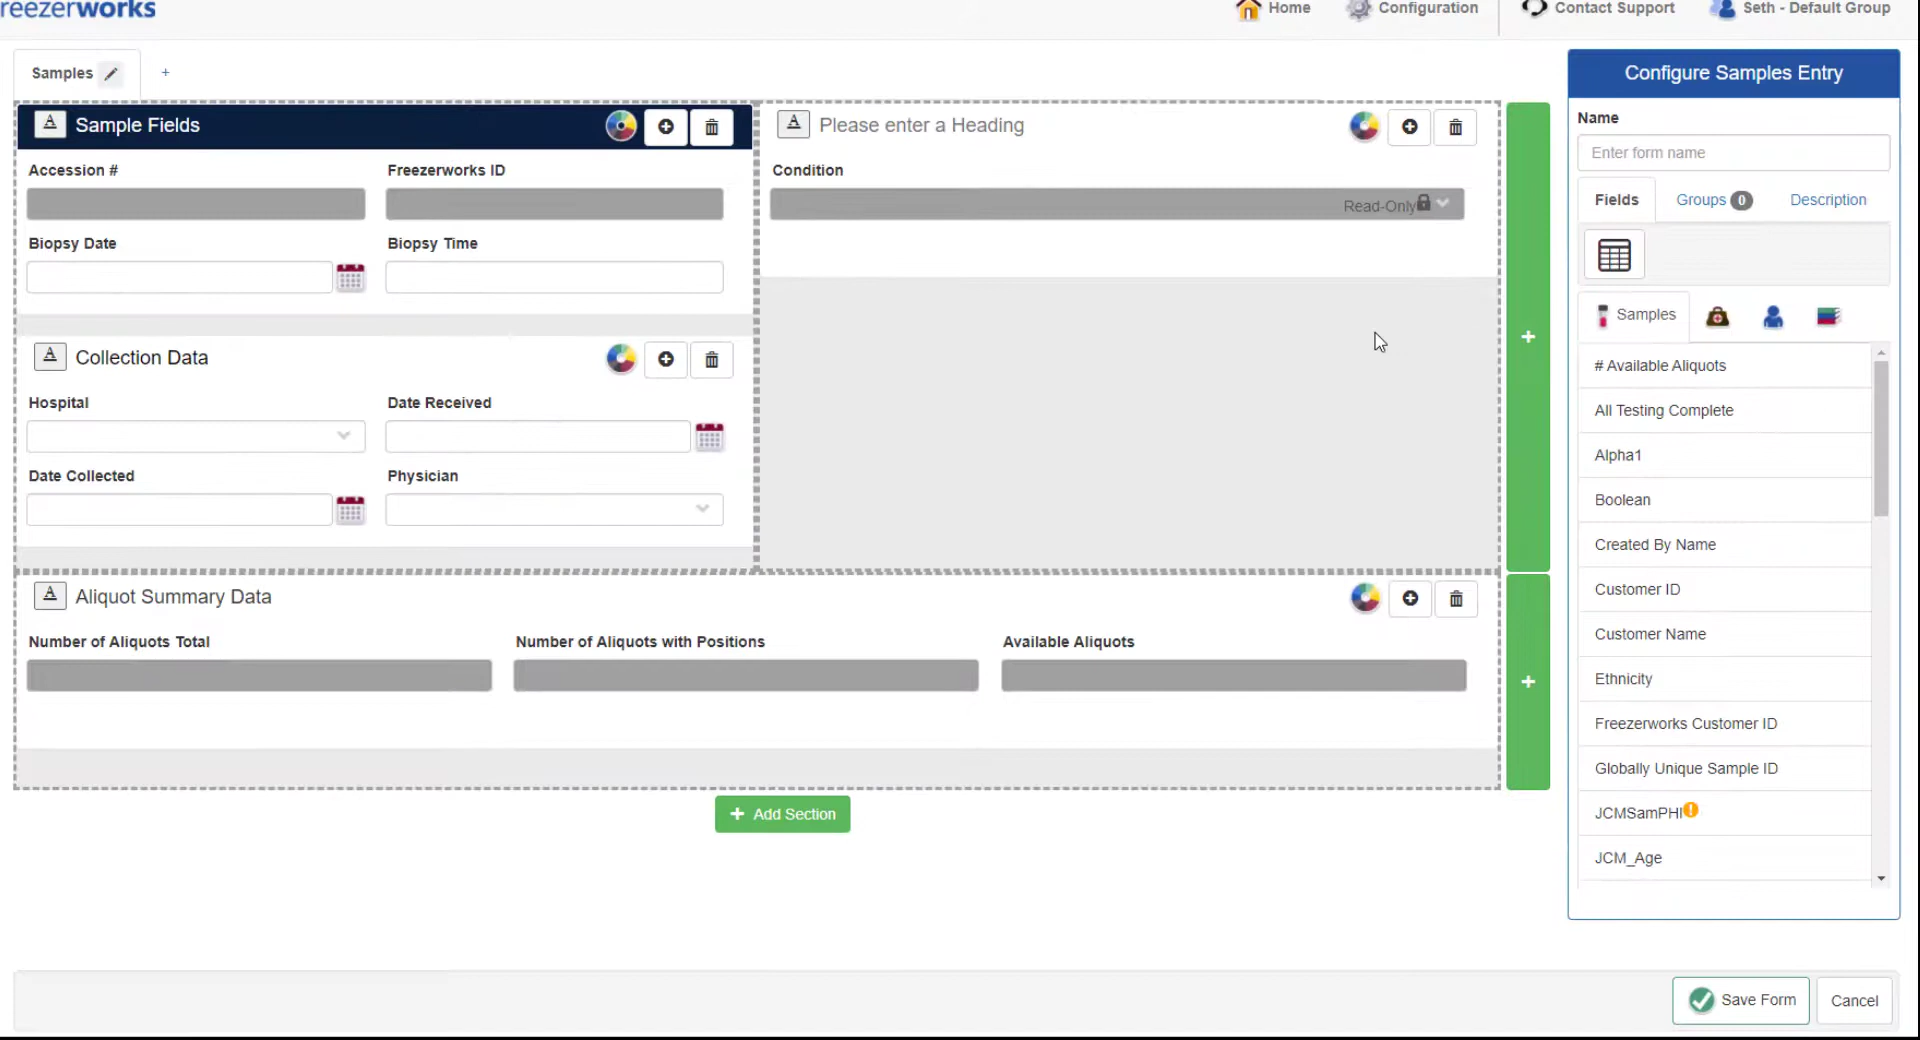 reezerworks
Home
Configuration
Contact Support
Seth - Default Group
Samples
+
A
Sample Fields
Accession #
Freezerworks ID
Biopsy Date
Biopsy Time
A
Collection Data
Hospital
Date Received
Date Collected
Physician
A
Please enter a Heading
Condition
Read-Only
+
A
Aliquot Summary Data
Number of Aliquots Total
Number of Aliquots with Positions
Available Aliquots
+
+ Add Section
Configure Samples Entry
Name
Enter form name
Fields
Groups 0
Description
Samples
# Available Aliquots
All Testing Complete
Alpha1
Boolean
Created By Name
Customer ID
Customer Name
Ethnicity
Freezerworks Customer ID
Globally Unique Sample ID
JCMSamPHI
JCM_Age
Save Form
Cancel